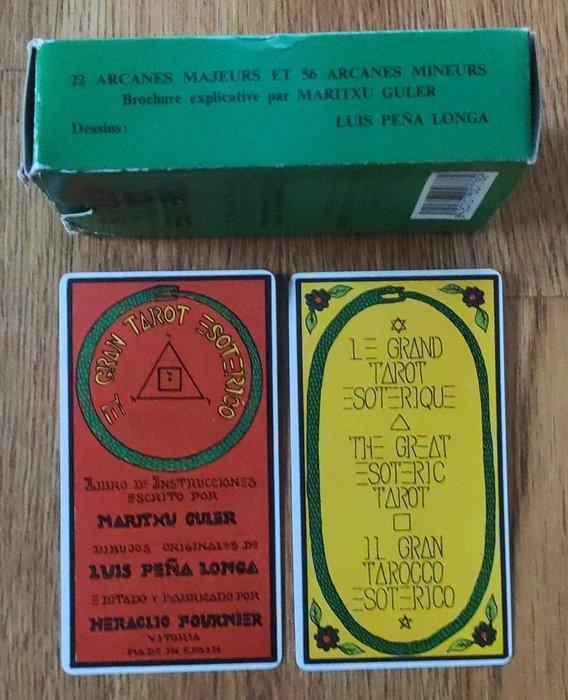 22 ARCANES MAJEURS ET 56 ARCANES MINEURS
Brochure explicative par MARITXU GULER
Dessins: LUIS PEÑA LONGA
EL GRAN TAROT ESOTERICO
LIBRO DE INSTRUCCIONES
ESCRITO POR
MARITXU GULER
DIBUJOS ORIGINALES DE
LUIS PEÑA LONGA
EDITADO Y FABRICADO POR
HERACLIO FOURNIER
VITORIA
MADE IN SPAIN
LE GRAND
TAROT
ESOTERIQUE
THE GREAT
ESOTERIC
TAROT
IL GRAN
TAROCCO
ESOTERICO